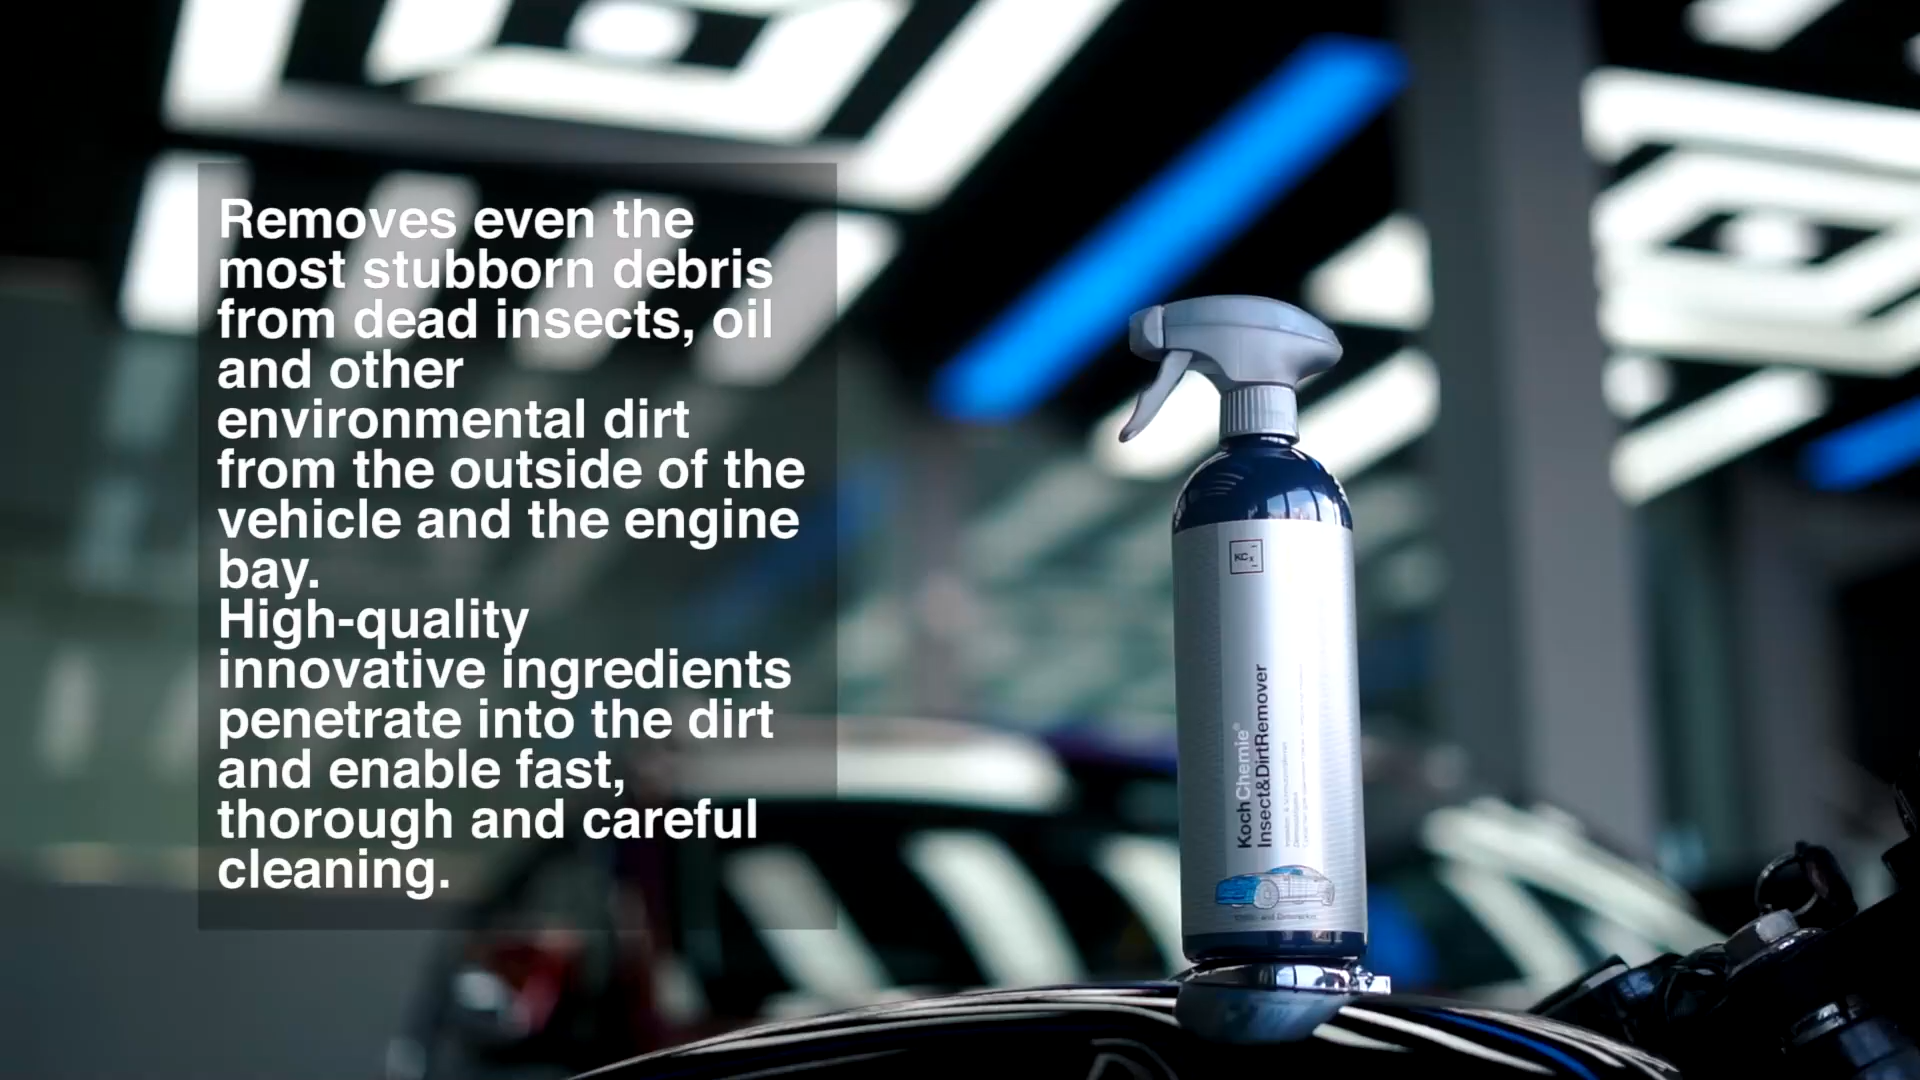 Removes even the
most stubborn debris
from dead insects, oil
and other
environmental dirt
from the outside of the
vehicle and the engine
bay.
High-quality
innovative ingredients
penetrate into the dirt
and enable fast,
thorough and careful
cleaning.
KC
KochChemie®
Insect&DirtRemover